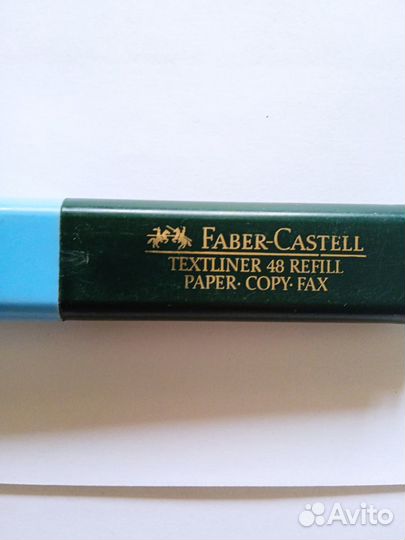 FABER-CASTELL
TEXTLINER 48 REFILL
PAPER· COPY· FAX
Avito